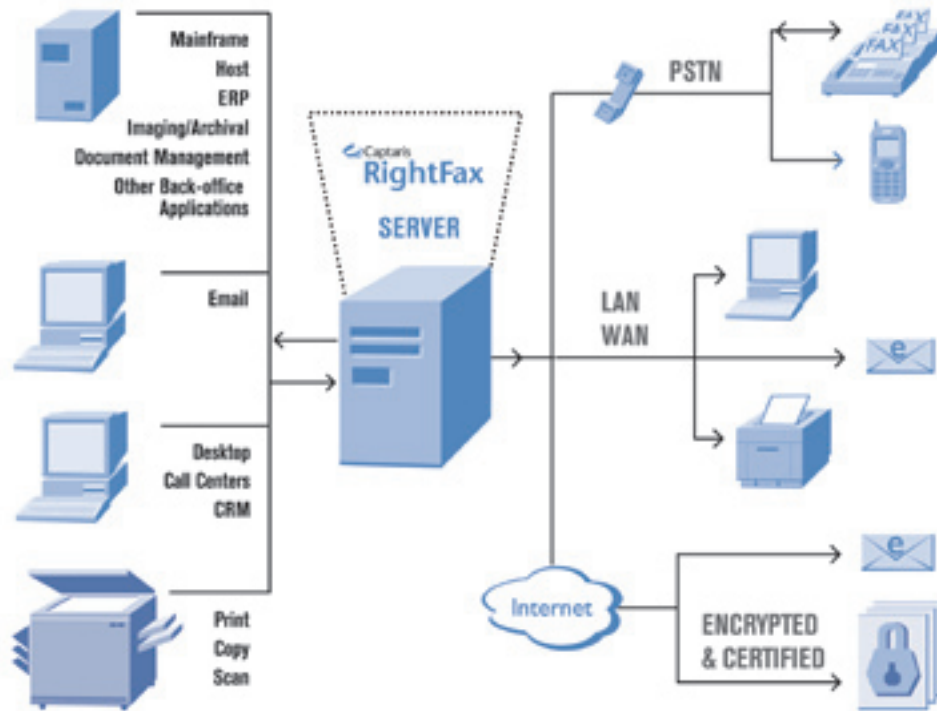 Mainframe
Host
ERP
Imaging/Archival
Document Management
Other Back-office
Applications
Email
Desktop
Call Centers
CRM
Print
Copy
Scan
Captaris
RightFax
SERVER
PSTN
FAX
FAX
FAX
LAN
WAN
e
Internet
e
ENCRYPTED
& CERTIFIED